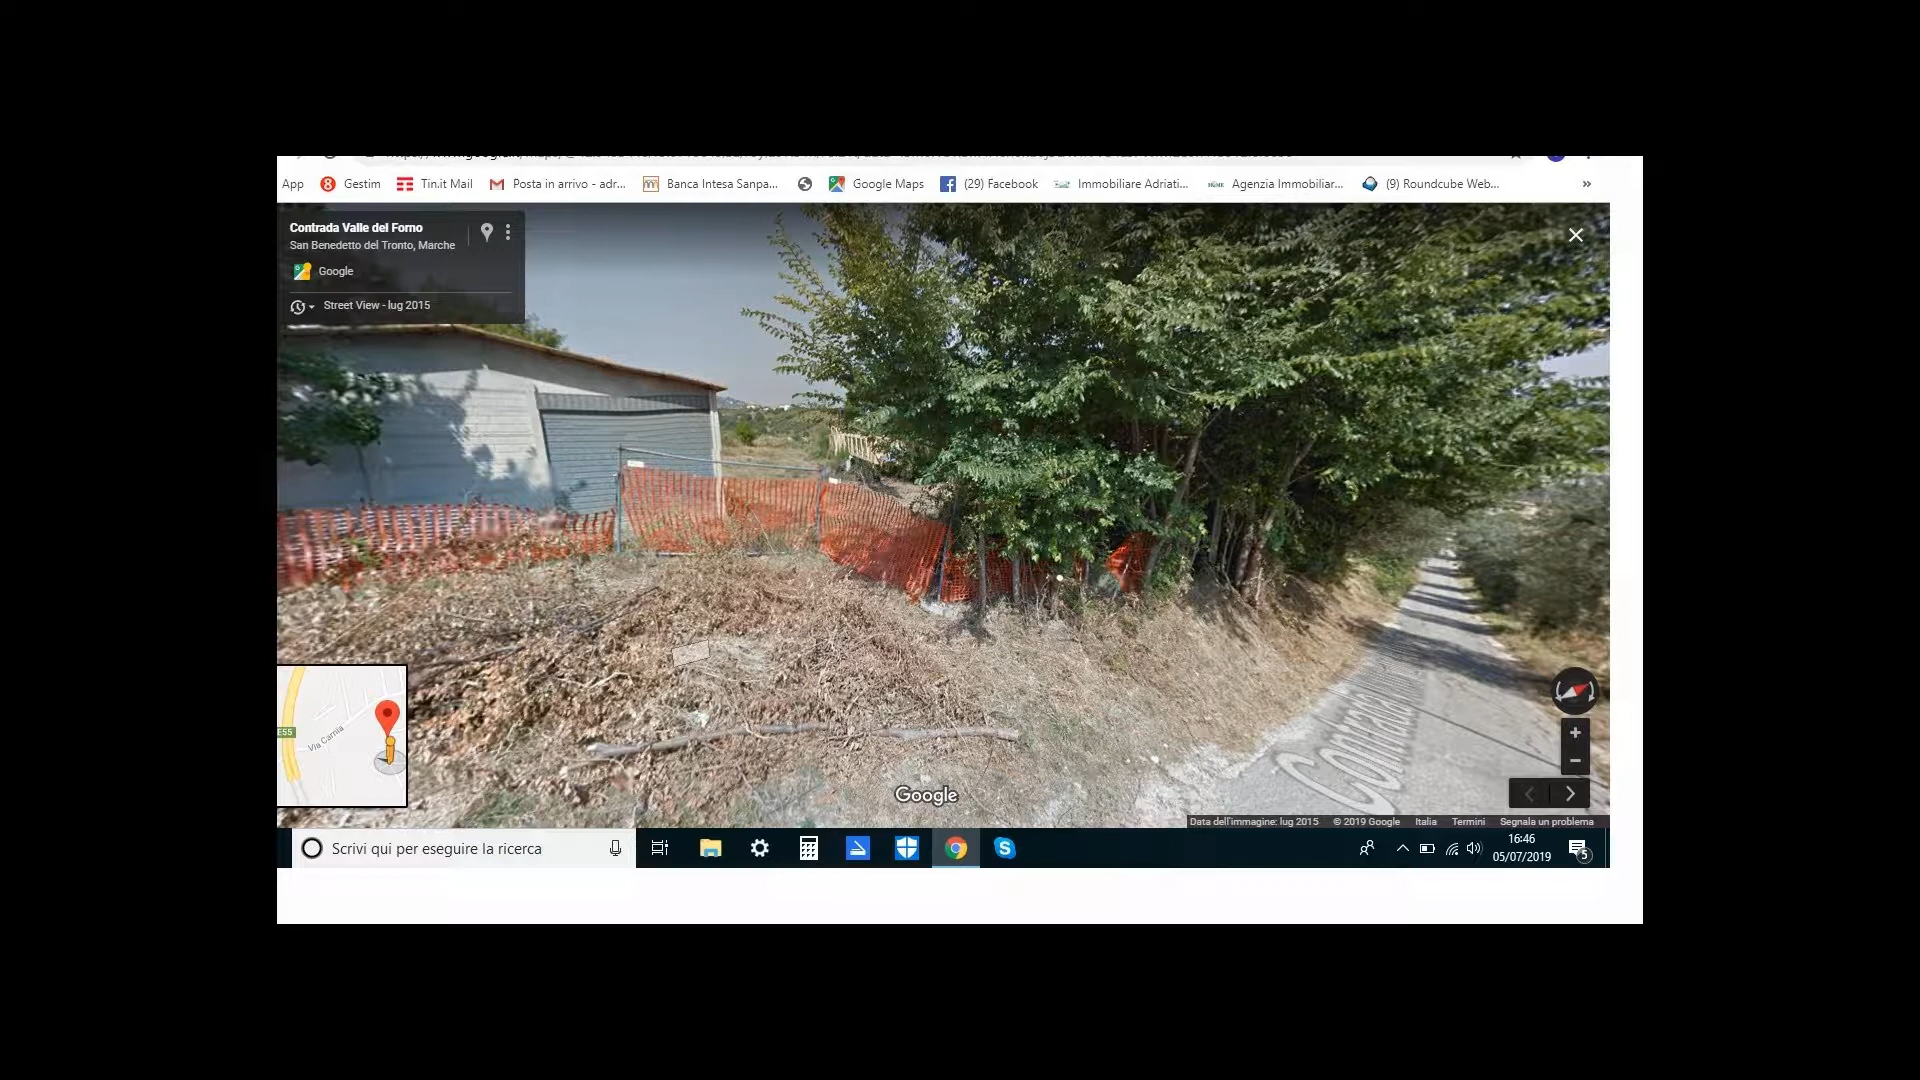 App Gestim Tin.it Mail Posta in arrivo - adr... Banca Intesa Sanpa... Google Maps (29) Facebook Immobiliare Adriati... Agenzia Immobiliar... (9) Roundcube Web... »
Contrada Valle del Forno
San Benedetto del Tronto, Marche
Google
Street View - lug 2015
E55
Via Carnia
Google
Data dell'immagine: lug 2015 © 2019 Google Italia Termini Segnala un problema
Scrivi qui per eseguire la ricerca
16:46
05/07/2019
5